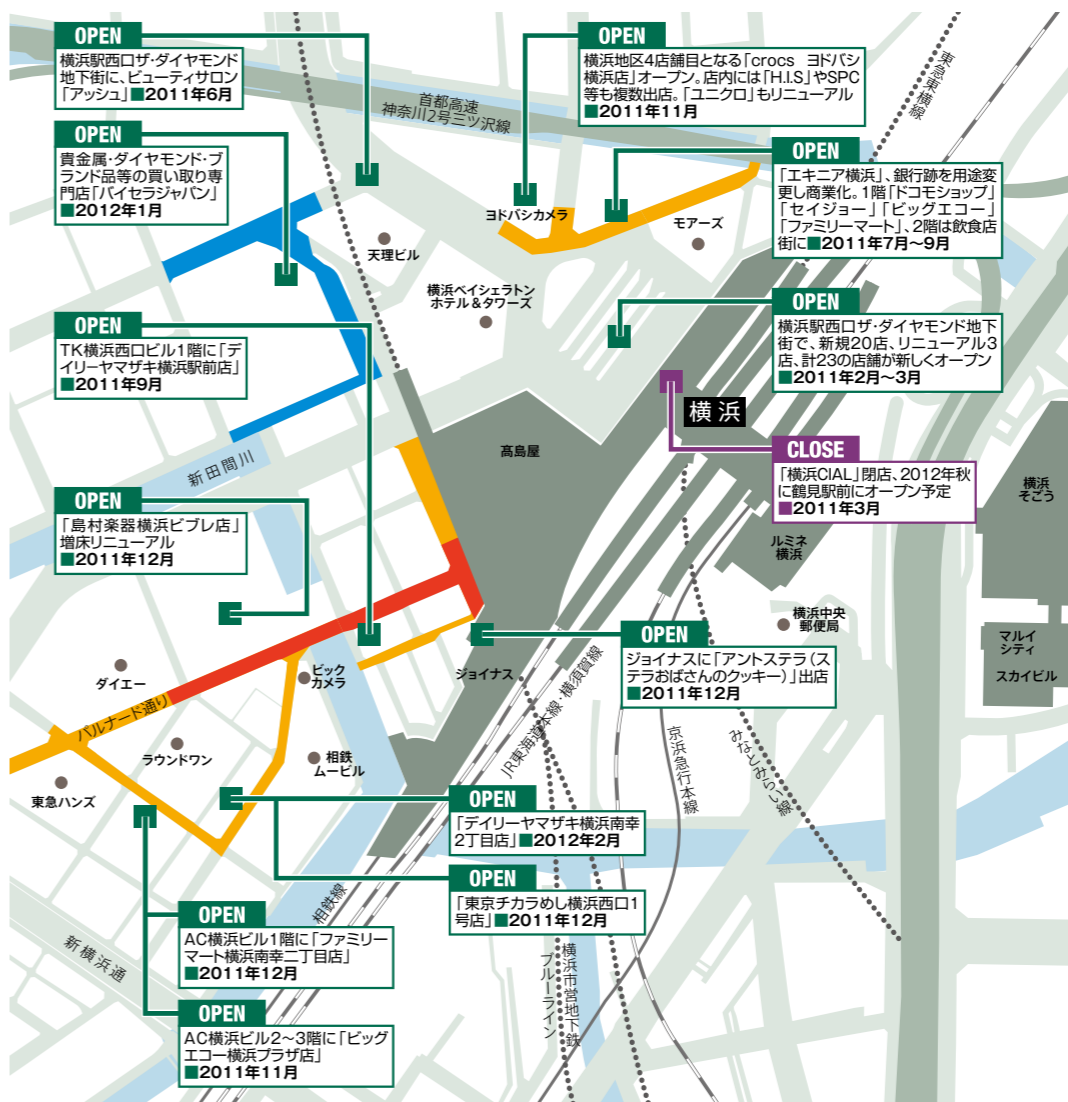 OPEN
横浜駅西口ザ・ダイヤモンド
地下街に、ビューティサロン
「アッシュ」■2011年6月
OPEN
横浜地区4店舗目となる「crocs ヨドバシ
横浜店」オープン。店内には「H.I.S」やSPC
等も複数出店。「ユニクロ」もリニューアル
■2011年11月
首都高速
神奈川2号三ツ沢線
東急東横線
OPEN
貴金属・ダイヤモンド・ブ
ランド品等の買い取り専
門店「バイセラジャパン」
■2012年1月
OPEN
「エキニア横浜」、銀行跡を用途変
更し商業化。1階「ドコモショップ」
「セイジョー」「ビッグエコー」
「ファミリーマート」、2階は飲食店
街に■2011年7月～9月
ヨドバシカメラ
モアーズ
天理ビル
横浜ベイシェラトン
ホテル&タワーズ
OPEN
横浜駅西口ザ・ダイヤモンド地下
街で、新規20店、リニューアル3
店、計23の店舗が新しくオープン
■2011年2月～3月
OPEN
TK横浜西口ビル1階に「デ
イリーヤマザキ横浜駅前店」
■2011年9月
横浜
髙島屋
新田間川
CLOSE
「横浜CIAL」閉店、2012年秋
に鶴見駅前にオープン予定
■2011年3月
横浜
そごう
ルミネ
横浜
OPEN
「島村楽器横浜ビブレ店」
増床リニューアル
■2011年12月
横浜中央
郵便局
マルイ
シティ
スカイビル
OPEN
ジョイナスに「アントステラ（ス
テラおばさんのクッキー）」出店
■2011年12月
ダイエー
ビック
カメラ
ジョイナス
パルナード通り
ラウンドワン
相鉄
ムービル
東急ハンズ
JR東海道本線・横須賀線
京浜急行本線
みなとみらい線
OPEN
「デイリーヤマザキ横浜南幸
2丁目店」■2012年2月
OPEN
「東京チカラめし横浜西口1
号店」■2011年12月
相鉄線
OPEN
AC横浜ビル1階に「ファミリー
マート横浜南幸二丁目店」
■2011年12月
新横浜通
横浜市営地下鉄
ブルーライン
OPEN
AC横浜ビル2～3階に「ビッグ
エコー横浜プラザ店」
■2011年11月